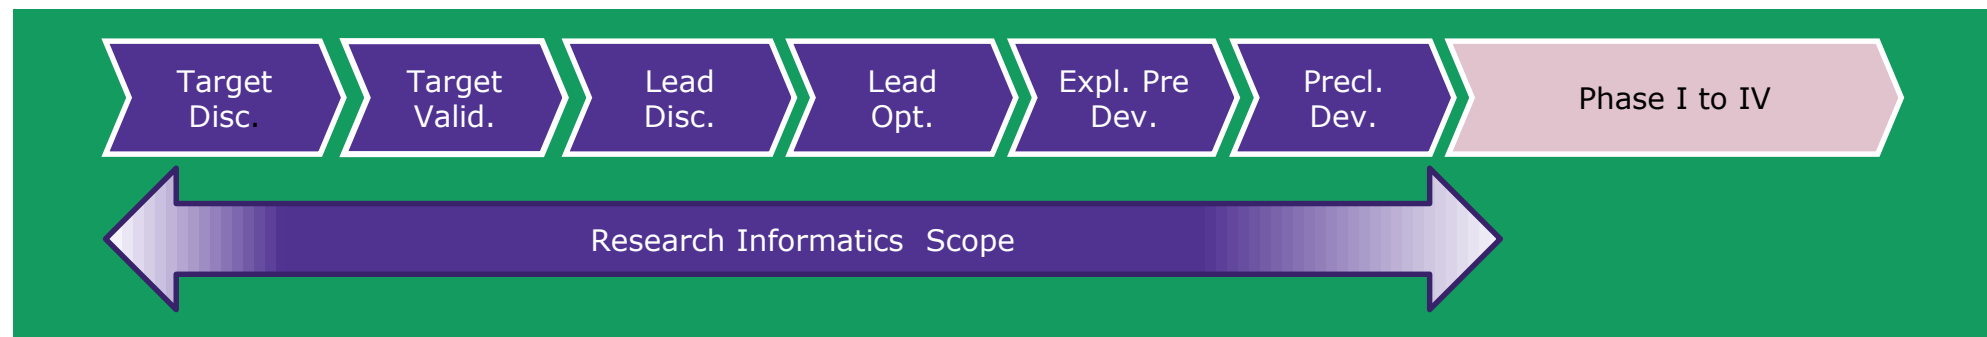 Target
Disc.
Target
Valid.
Lead
Disc.
Lead
Opt.
Expl. Pre
Dev.
Precl.
Dev.
Phase I to IV
Research Informatics  Scope